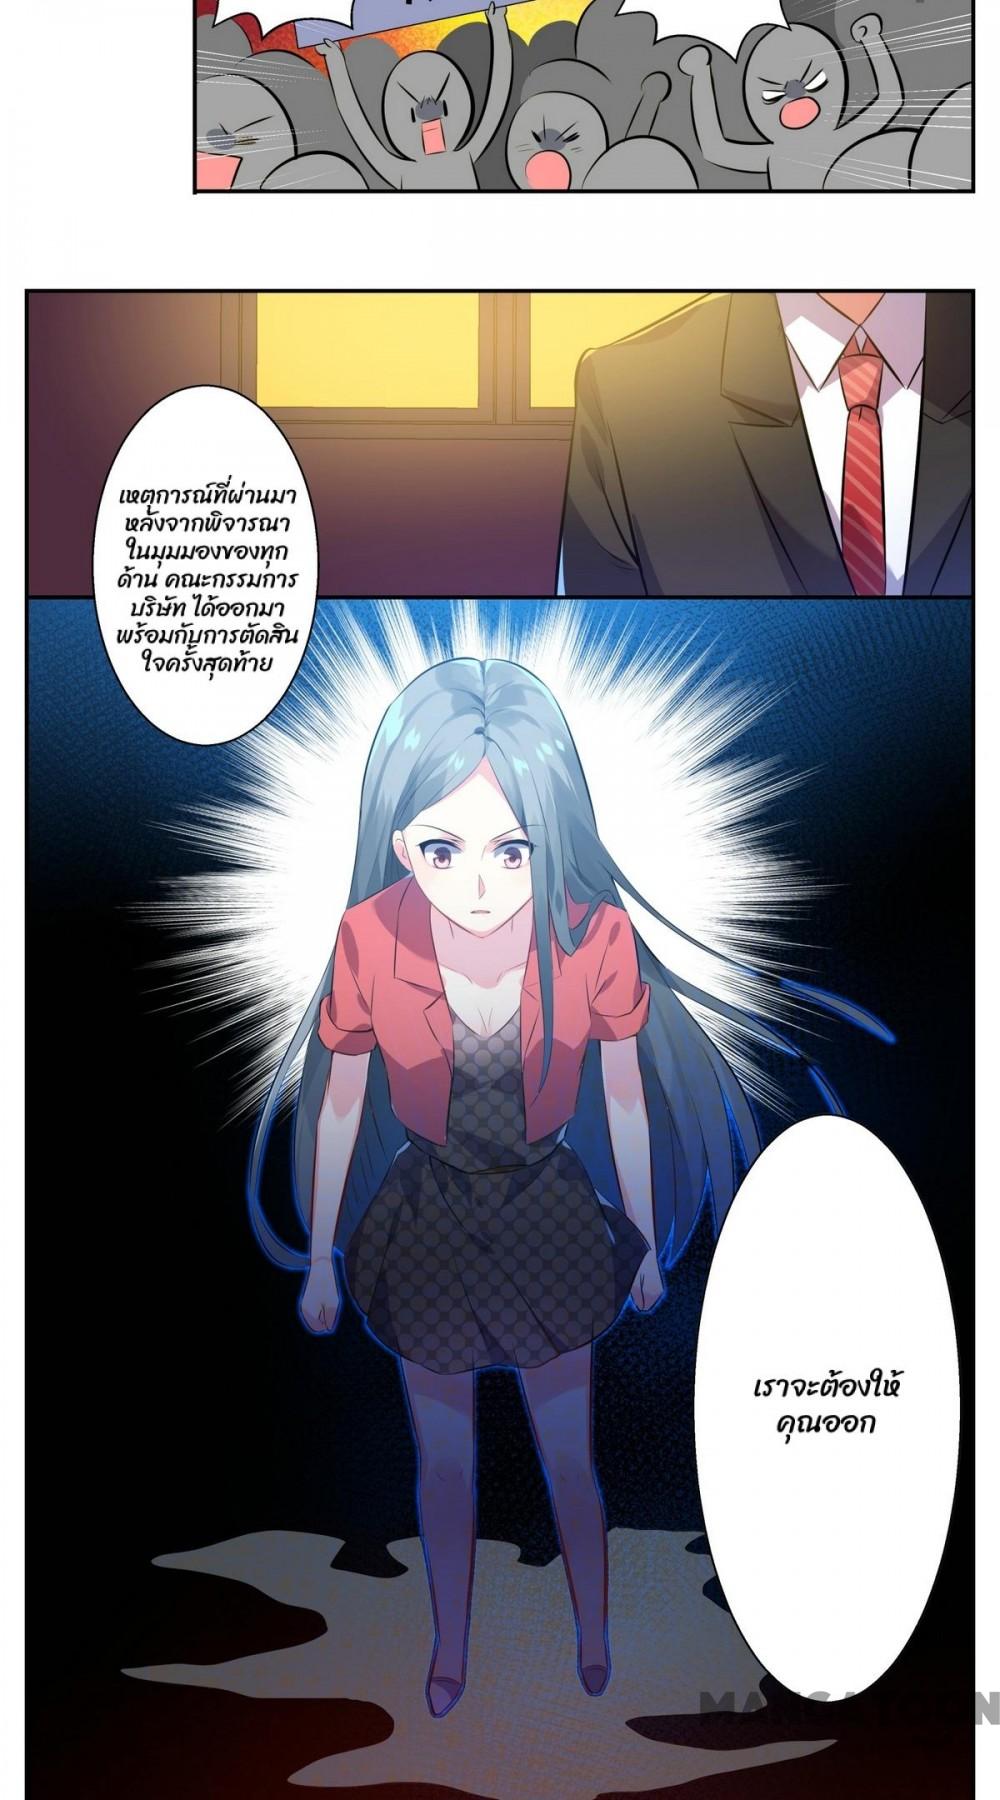 เหตุการณ์ที่ผ่านมา
หลังจากพิจารณา
ในมุมมองของทุก
ด้าน คณะกรรมการ
บริษัท ได้ออกมา
พร้อมกับการตัดสิน
ใจครั้งสุดท้าย
เราจะต้องให้
คุณออก
MANGATOON